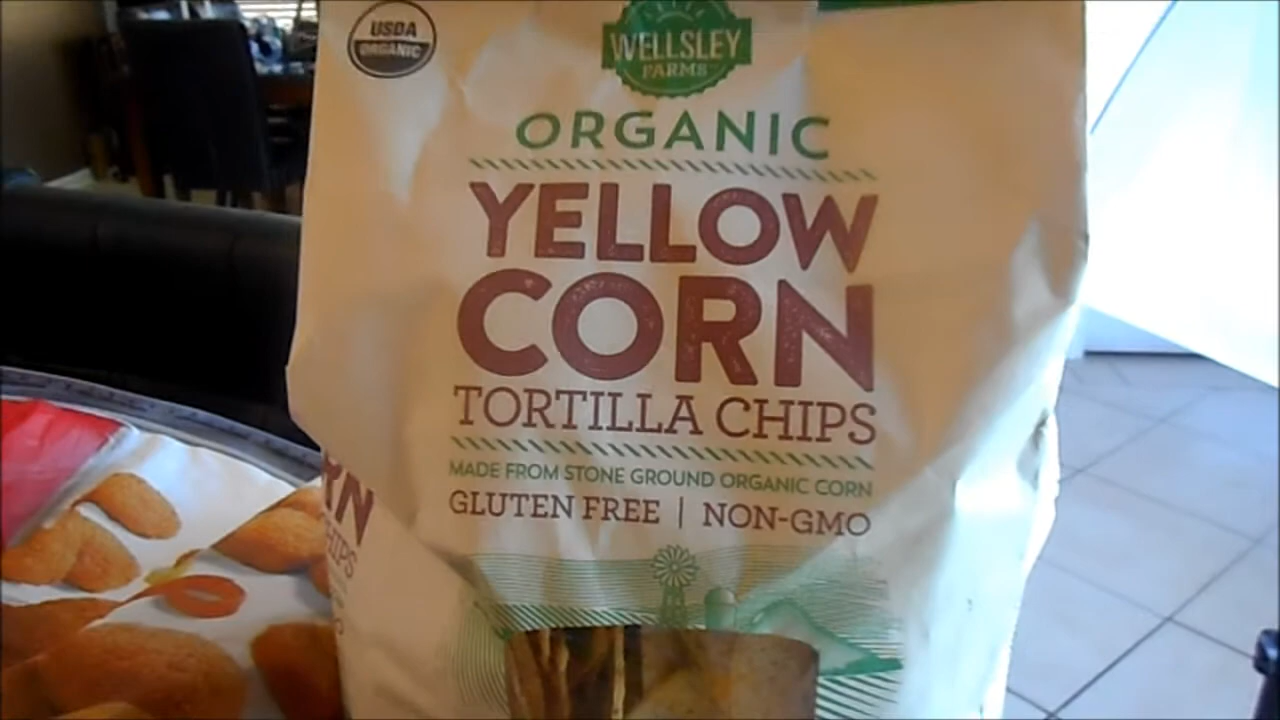 USDA
ORGANIC
WELLSLEY
FARMS
ORGANIC
YELLOW
CORN
TORTILLA CHIPS
MADE FROM STONE GROUND ORGANIC CORN
GLUTEN FREE | NON-GMO
RN
HIPS